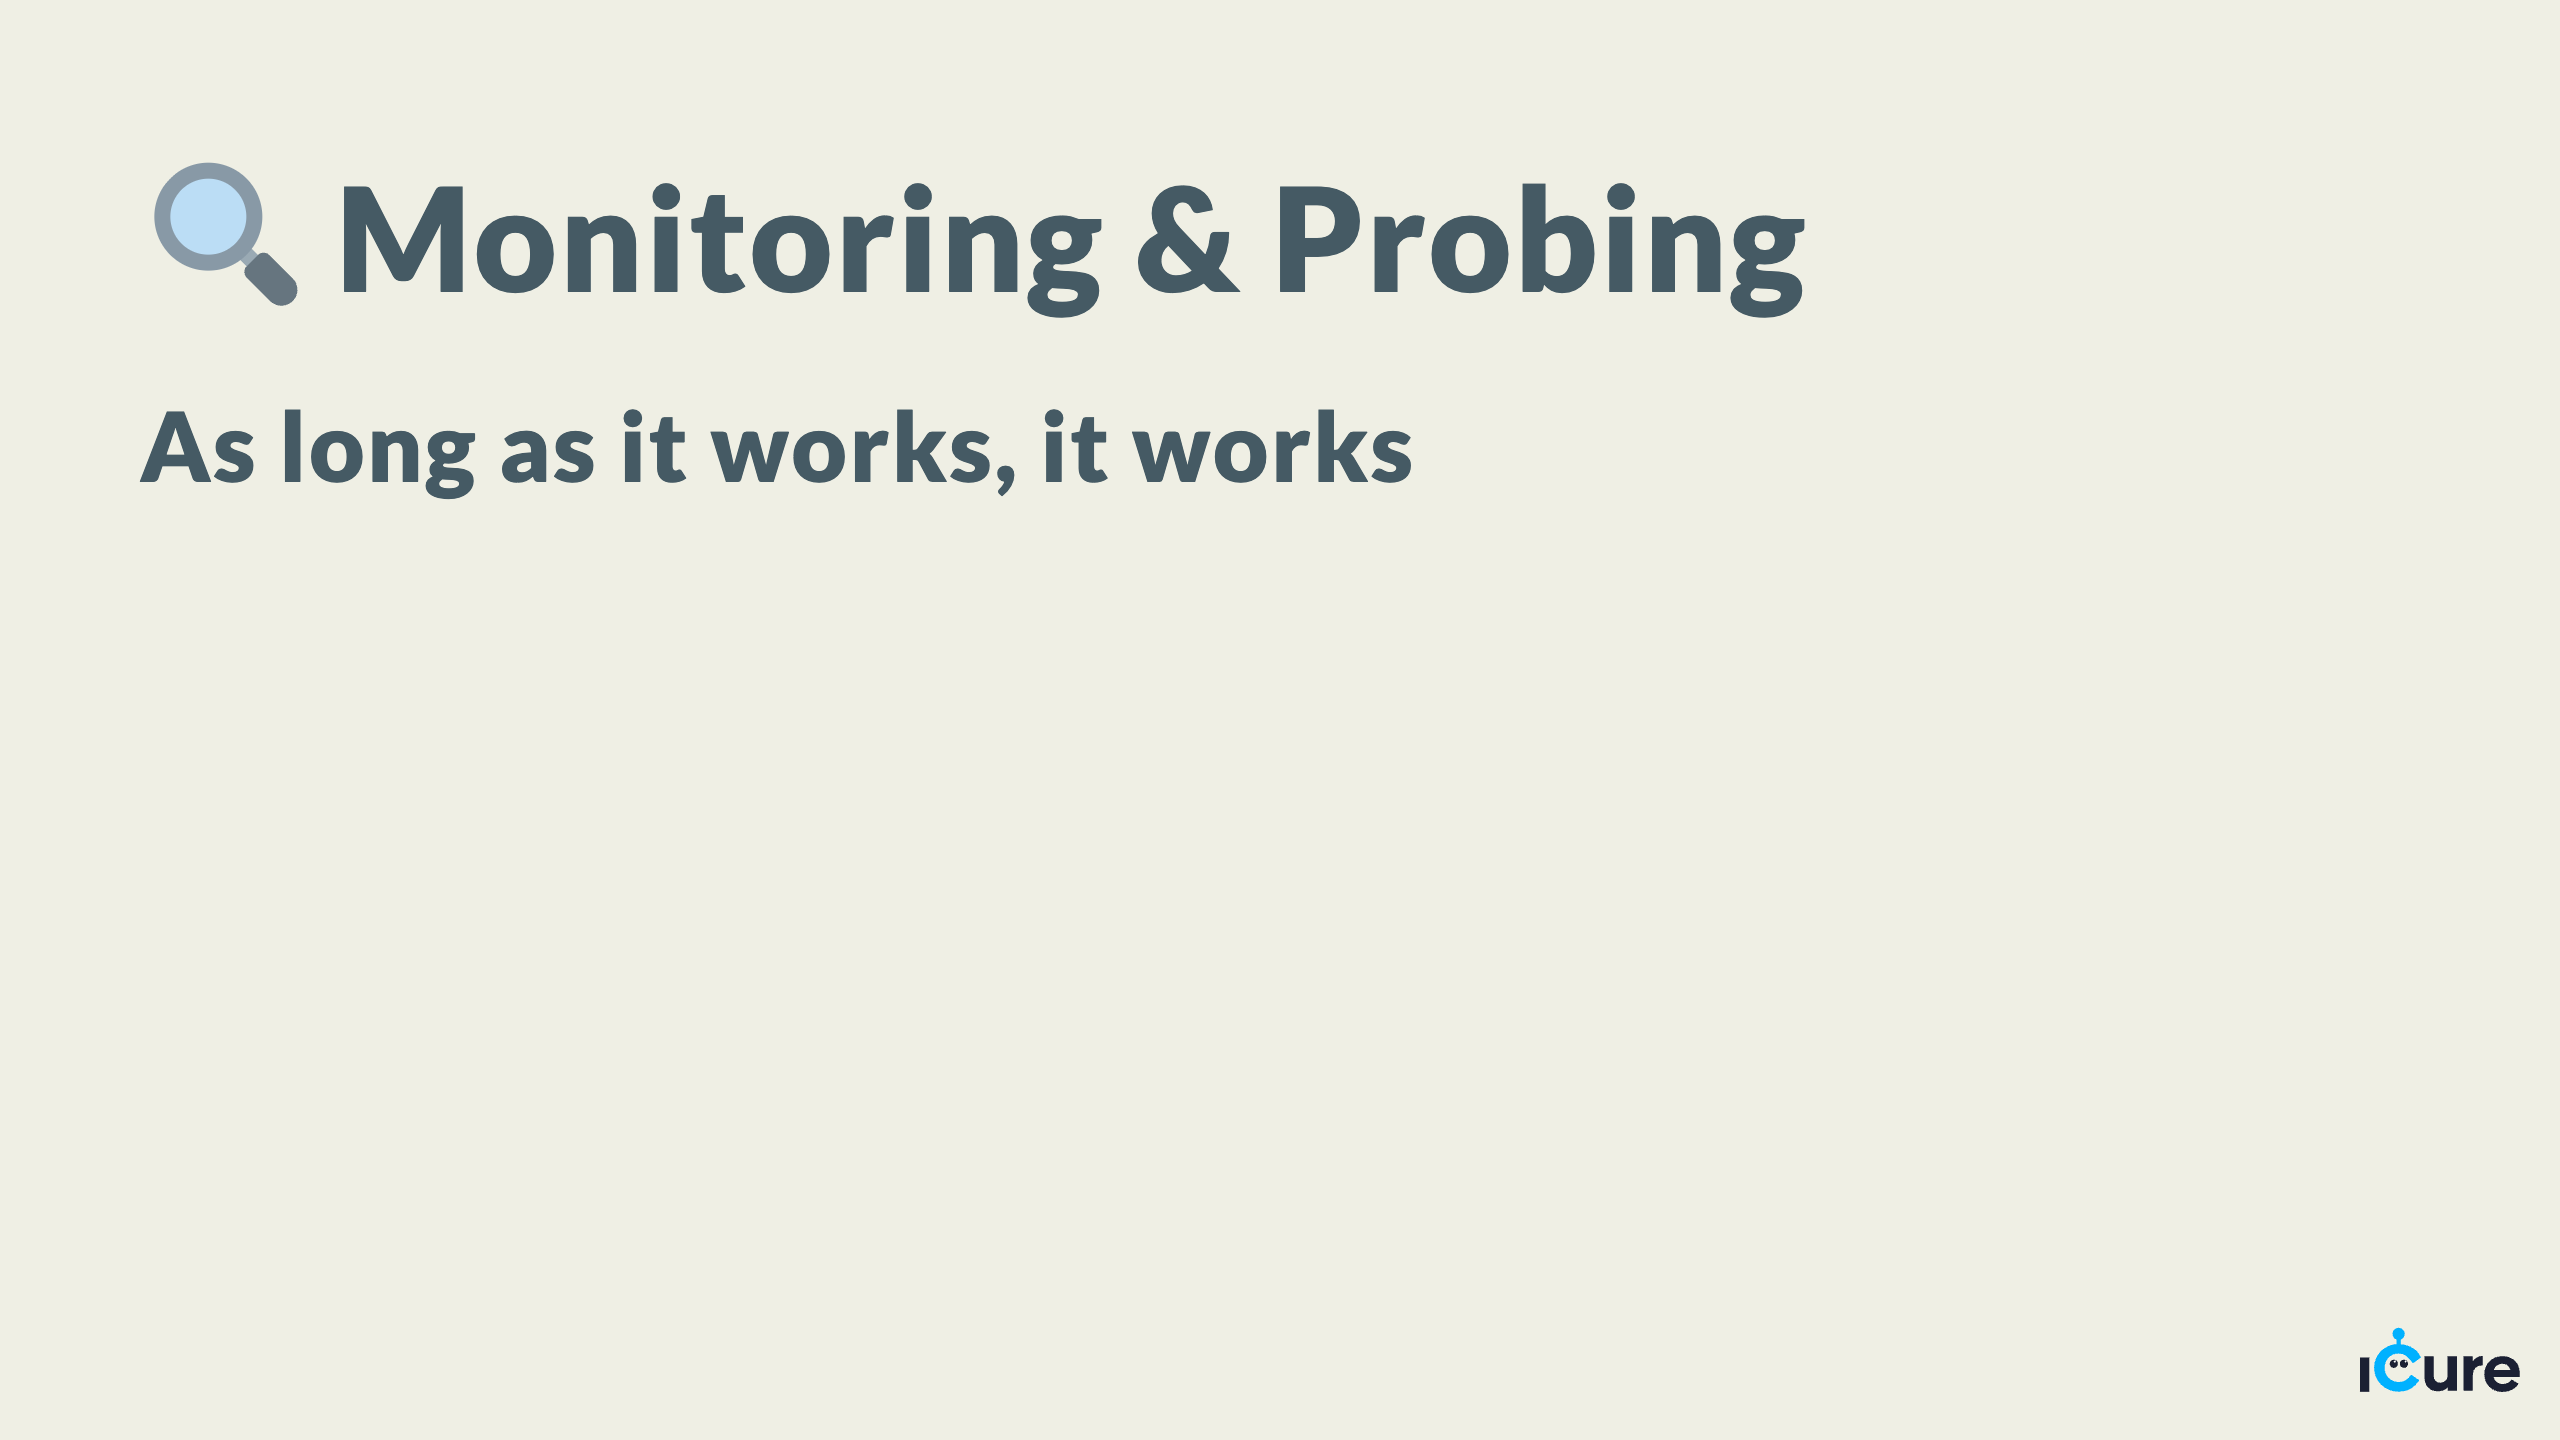 🔍 Monitoring & Probing
As long as it works, it works
iCure